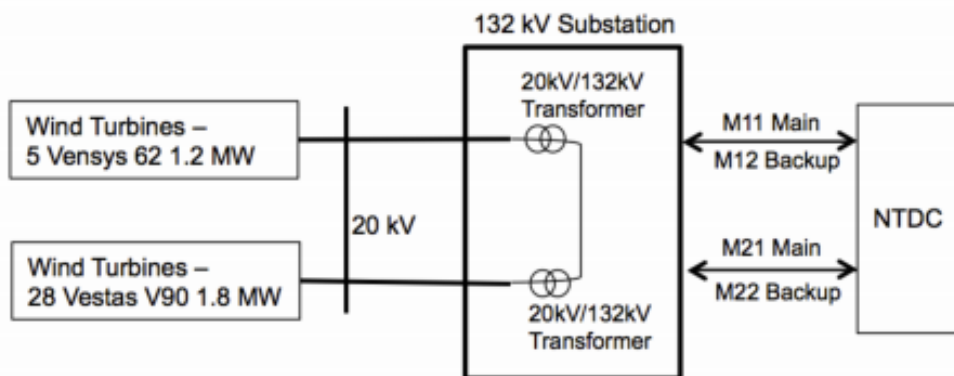 132 kV Substation
20kV/132kV
Transformer
Wind Turbines –
5 Vensys 62 1.2 MW
M11 Main
M12 Backup
NTDC
20 kV
Wind Turbines –
28 Vestas V90 1.8 MW
M21 Main
M22 Backup
20kV/132kV
Transformer